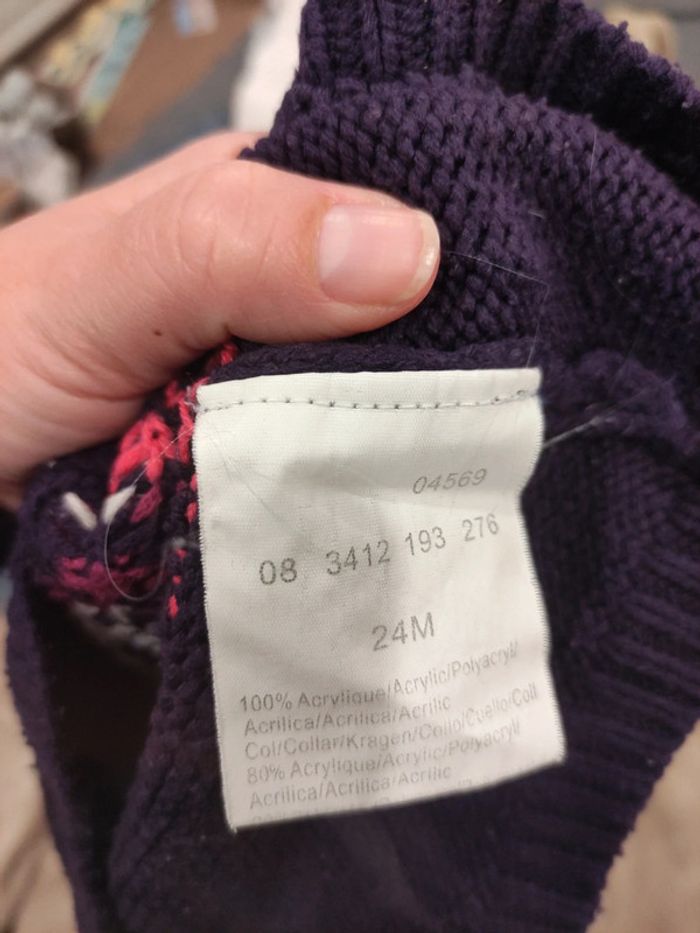 04569
08 3412 193 276
24M
100% Acrylique/Acrylic/Polyacryl/
Acrilica/Acrilica/Acrilic
Col/Collar/Kragen/Collo/Cuello/Coll
80% Acrylique/Acrylic/Polyacryl/
Acrilica/Acrilica/Acrilic